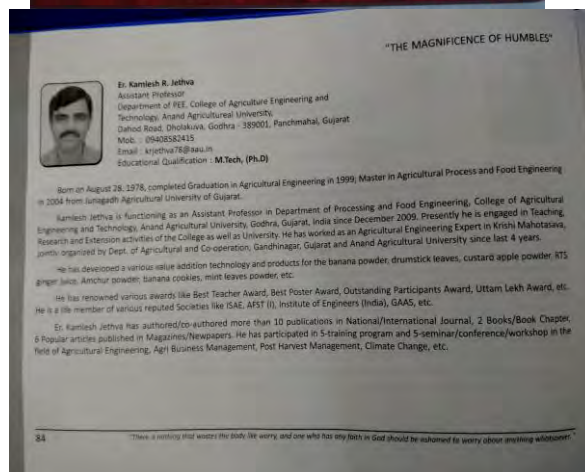 "THE MAGNIFICENCE OF HUMBLES"
Er. Kamlesh R. Jethva
Assistant Professor
Department of PEE, College of Agriculture Engineering and
Technology, Anand Agricultureal University,
Dahod Road, Dholakuva, Godhra - 389001, Panchmahal, Gujarat
Mob. : 09408582415
Email : krjethva78@aau.in
Educational Qualification : M.Tech, (Ph.D)
Born on August 28, 1978, completed Graduation in Agricultural Engineering in 1999, Master in Agricultural Process and Food Engineering
in 2004 from Junagadh Agricultural University of Gujarat.
Kamlesh Jethva is functioning as an Assistant Professor in Department of Processing and Food Engineering, College of Agricultural
Engineering and Technology, Anand Agricultural University, Godhra, Gujarat, India since December 2009. Presently he is engaged in Teaching,
Research and Extension activities of the College as well as University. He has worked as an Agricultural Engineering Expert in Krishi Mahotasava,
jointly organized by Dept. of Agricultural and Co-operation, Gandhinagar, Gujarat and Anand Agricultural University since last 4 years.
He has developed a various value addition technology and products for the banana powder, drumstick leaves, custard apple powder, RTS
ginger juice, Amchur powder, banana cookies, mint leaves powder, etc.
He has renowned various awards like Best Teacher Award, Best Poster Award, Outstanding Participants Award, Uttam Lekh Award, etc.
He is a life member of various reputed Societies like ISAE, AFST (I), Institute of Engineers (India), GAAS, etc.
Er. Kamlesh Jethva has authored/co-authored more than 10 publications in National/International Journal, 2 Books/Book Chapter,
6 Popular articles published in Magazines/Newpapers. He has participated in 5-training program and 5-seminar/conference/workshop in the
field of Agricultural Engineering, Agri Business Management, Post Harvest Management, Climate Change, etc.
84
"There is nothing that wastes the body like worry, and one who has any faith in God should be ashamed to worry about anything whatsoever."